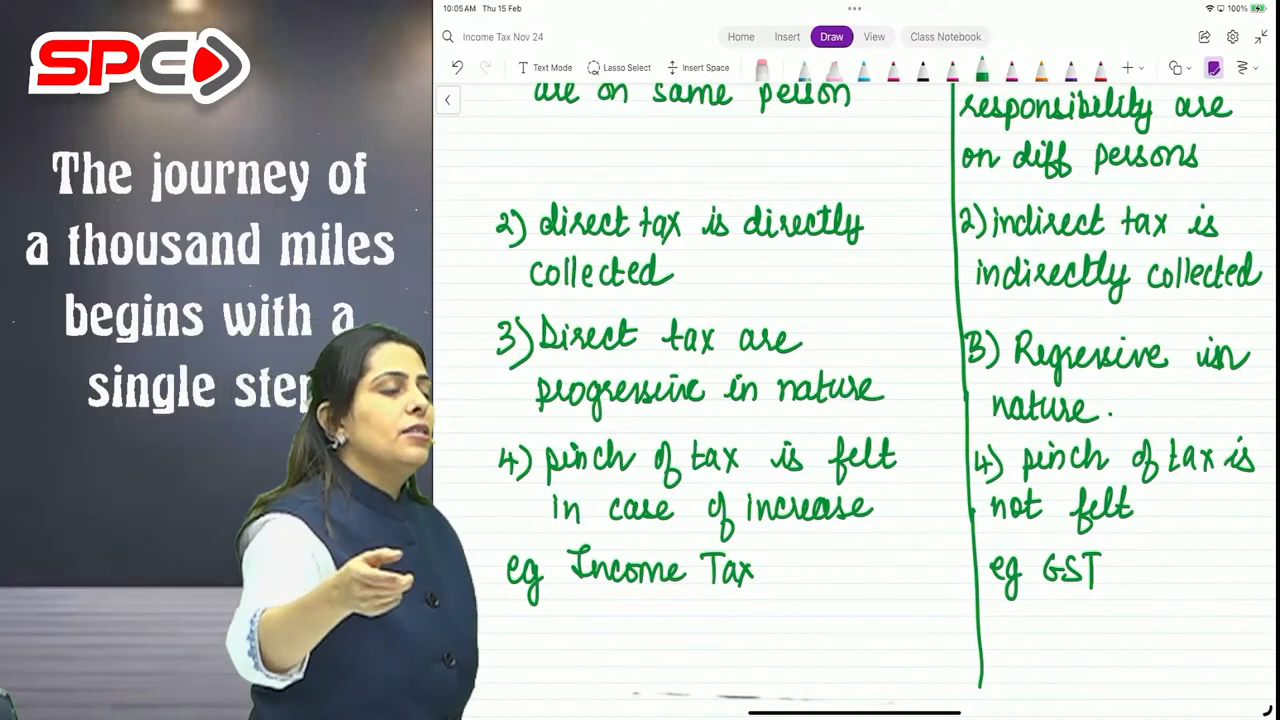 SPC
The journey of
a thousand miles
begins with a
single step
10:05 AM Thu 15 Feb
100%
Income Tax Nov 24
Home Insert Draw View Class Notebook
Text Mode Lasso Select Insert Space
are on same person
2) direct tax is directly
collected
3) Direct tax are
progressive in nature
4) pinch of tax is felt
in case of increase
eg Income Tax
responsibility are
on diff persons
2) indirect tax is
indirectly collected
3) Regressive in
nature.
4) pinch of tax is
not felt
eg GST